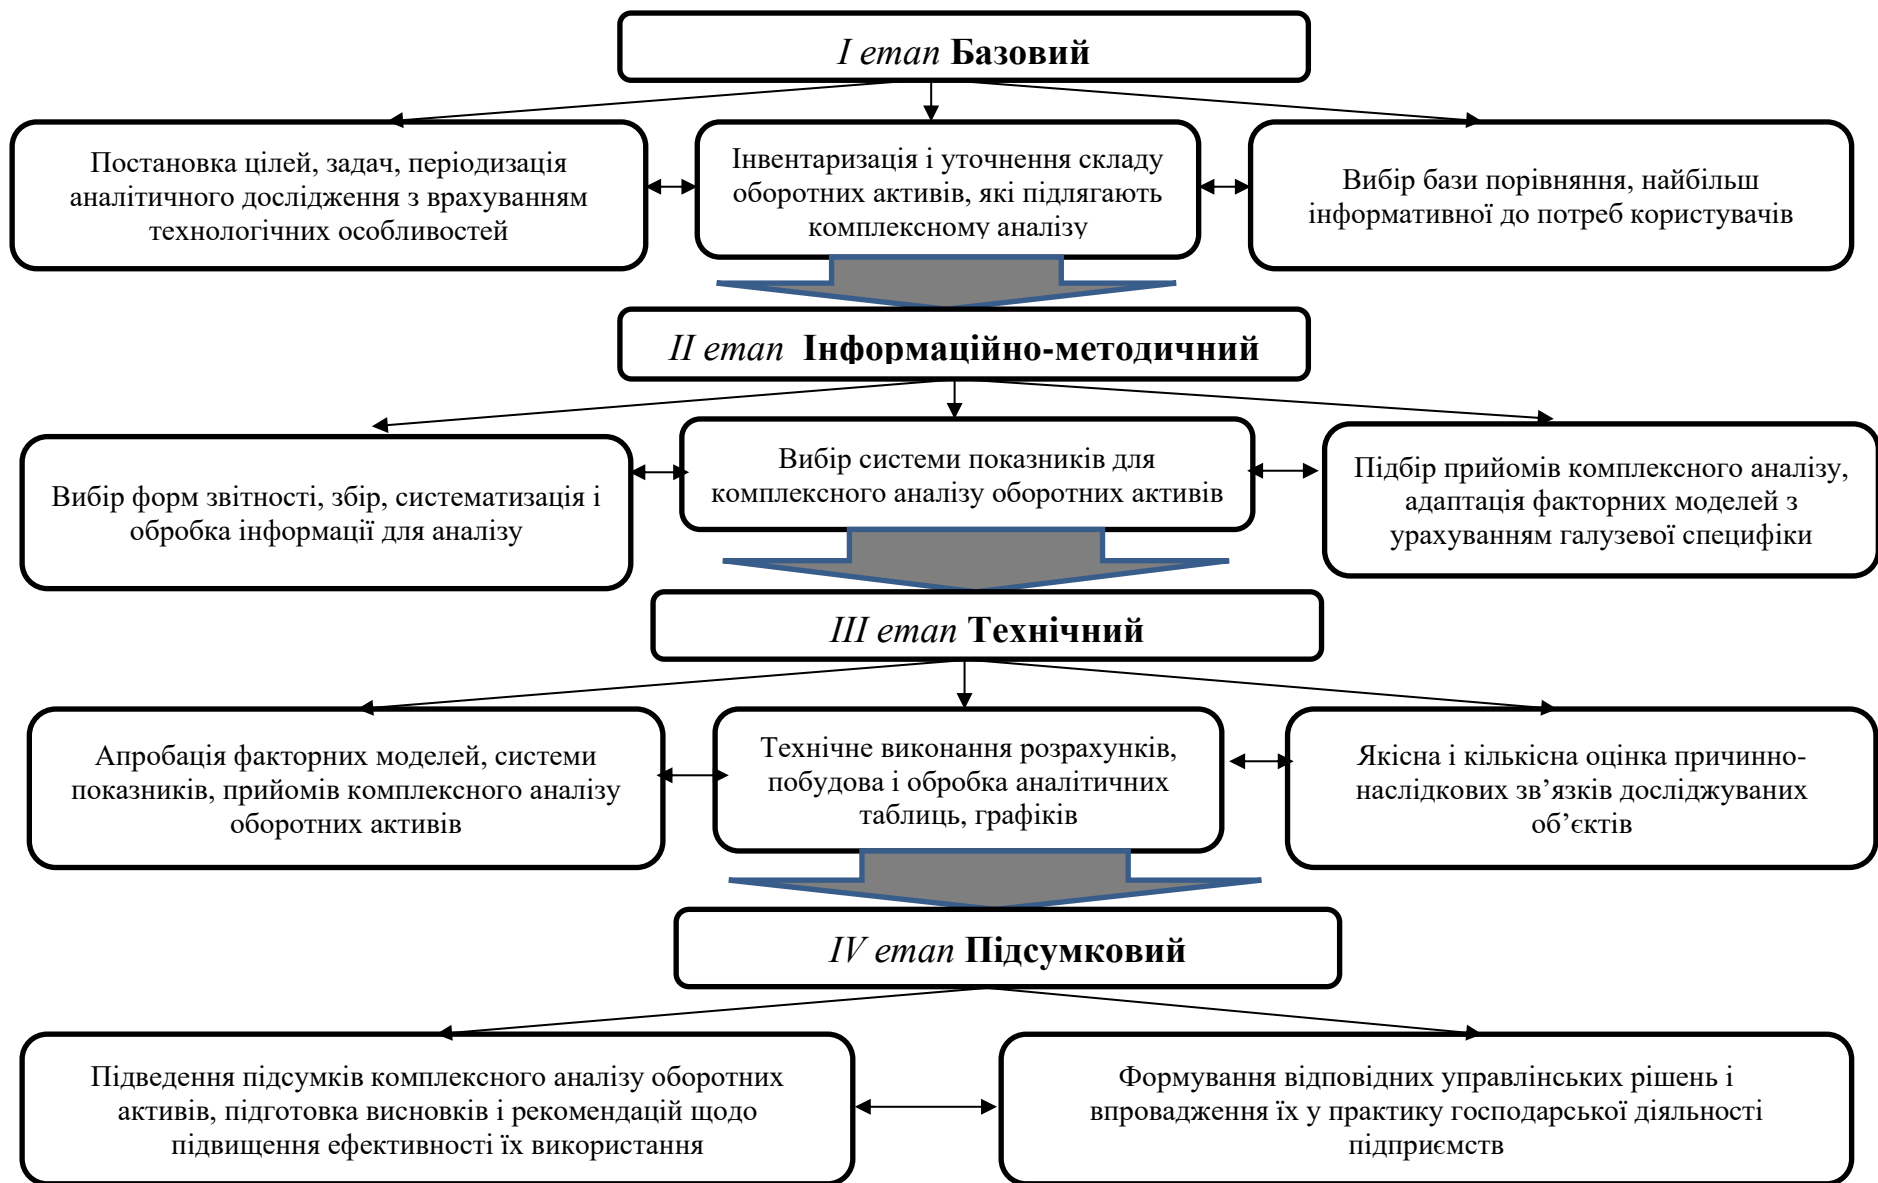 I етап Базовий
Постановка цілей, задач, періодизація
аналітичного дослідження з врахуванням
технологічних особливостей
Інвентаризація і уточнення складу
оборотних активів, які підлягають
комплексному аналізу
Вибір бази порівняння, найбільш
інформативної до потреб користувачів
II етап Інформаційно-методичний
Вибір форм звітності, збір, систематизація і
обробка інформації для аналізу
Вибір системи показників для
комплексного аналізу оборотних активів
Підбір прийомів комплексного аналізу,
адаптація факторних моделей з
урахуванням галузевої специфіки
III етап Технічний
Апробація факторних моделей, системи
показників, прийомів комплексного аналізу
оборотних активів
Технічне виконання розрахунків,
побудова і обробка аналітичних
таблиць, графіків
Якісна і кількісна оцінка причинно-
наслідкових зв’язків досліджуваних
об’єктів
IV етап Підсумковий
Підведення підсумків комплексного аналізу оборотних
активів, підготовка висновків і рекомендацій щодо
підвищення ефективності їх використання
Формування відповідних управлінських рішень і
впровадження їх у практику господарської діяльності
підприємств